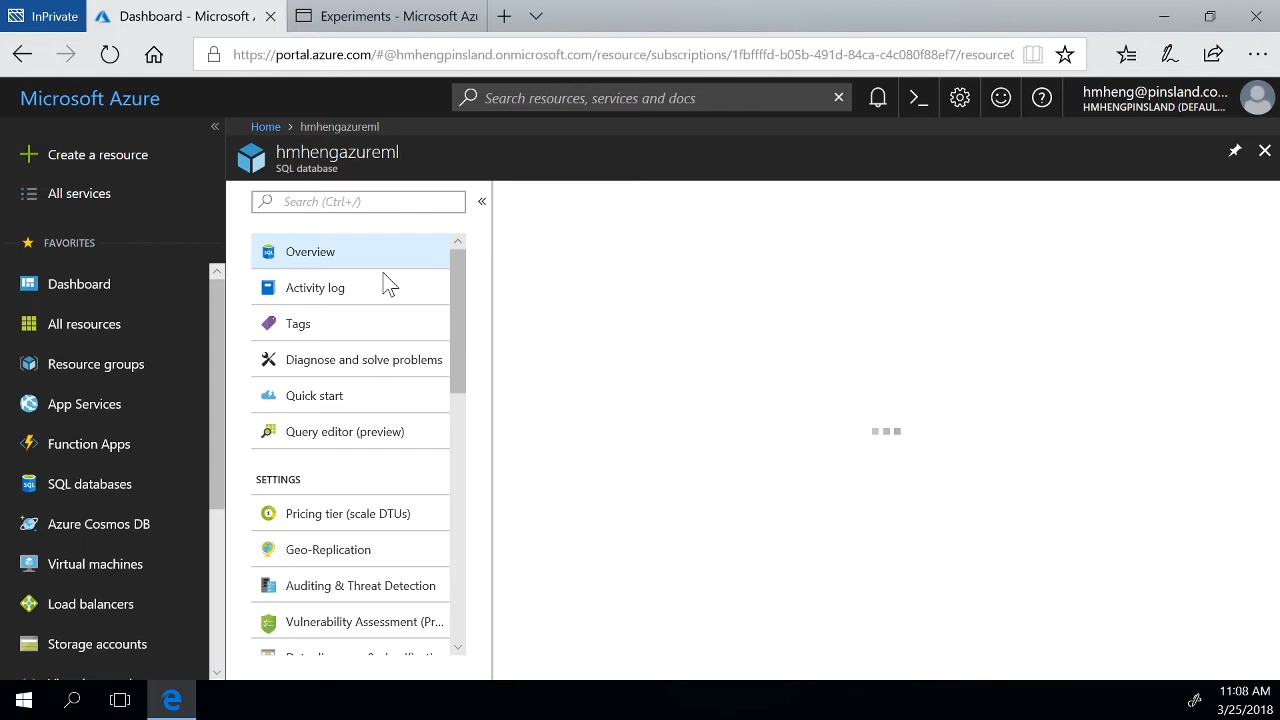 InPrivate
Dashboard - Microsoft A
Experiments - Microsoft Az
https://portal.azure.com/#@hmhengpinsland.onmicrosoft.com/resource/subscriptions/1fbffffd-b05b-491d-84ca-c4c080f88ef7/resource
Microsoft Azure
Search resources, services and docs
hmheng@pinsland.co...
HMHENGPINSLAND (DEFAUL...
Home > hmhengazureml
hmhengazureml
SQL database
Create a resource
All services
FAVORITES
Dashboard
All resources
Resource groups
App Services
Function Apps
SQL databases
Azure Cosmos DB
Virtual machines
Load balancers
Storage accounts
Search (Ctrl+/)
Overview
Activity log
Tags
Diagnose and solve problems
Quick start
Query editor (preview)
SETTINGS
Pricing tier (scale DTUs)
Geo-Replication
Auditing & Threat Detection
Vulnerability Assessment (Pr...
11:08 AM
3/25/2018